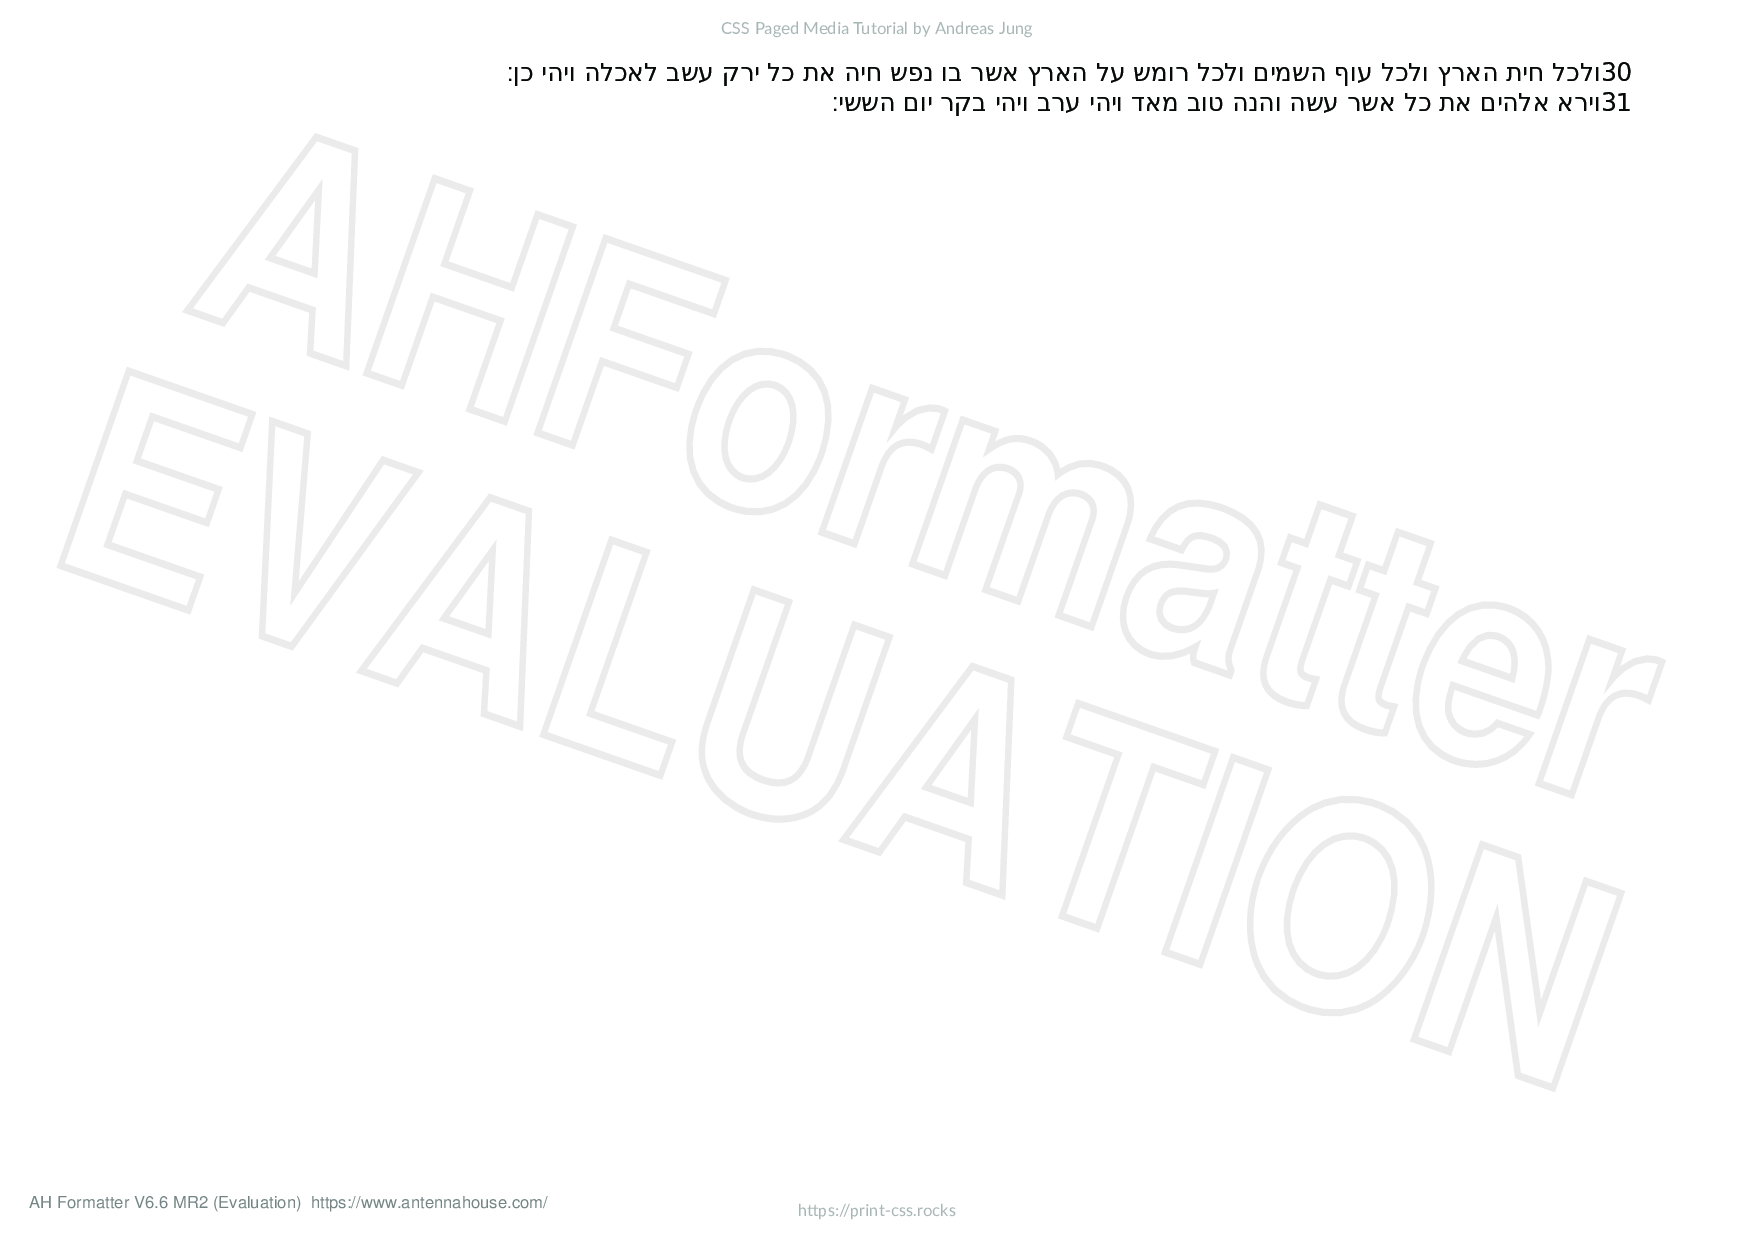 CSS Paged Media Tutorial by Andreas Jung
30ולכל חית הארץ ולכל עוף השמים ולכל רומש על הארץ אשר בו נפש חיה את כל ירק עשב לאכלה ויהי כן׃
31וירא אלהים את כל אשר עשה והנה טוב מאד ויהי ערב ויהי בקר יום הששי׃
AHFormatter
EVALUATION
AH Formatter V6.6 MR2 (Evaluation)  https://www.antennahouse.com/
https://print-css.rocks